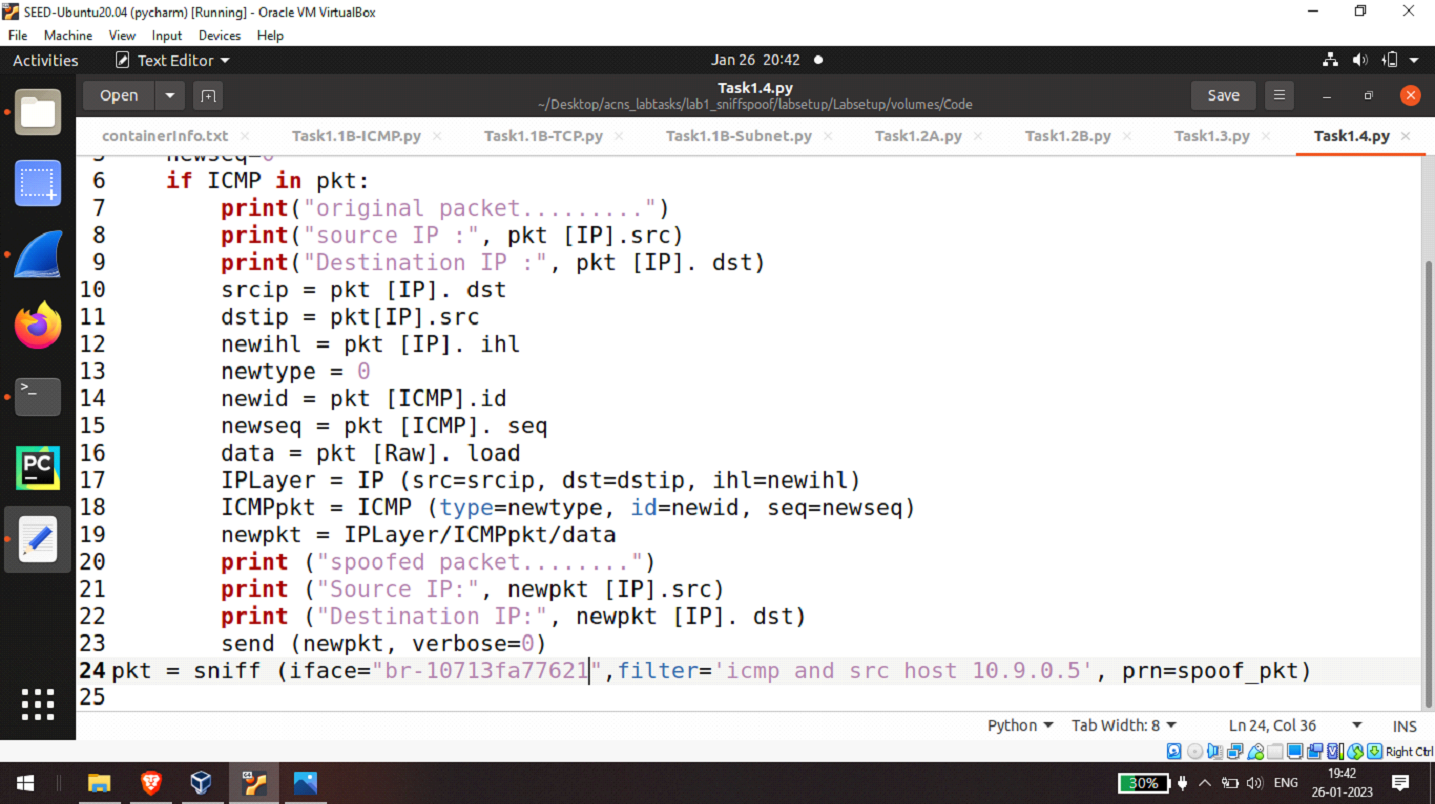 SEED-Ubuntu20.04 (pycharm) [Running] - Oracle VM VirtualBox
File Machine View Input Devices Help
Activities Text Editor Jan 26 20:42
Open Task1.4.py Save
~/Desktop/acns_labtasks/lab1_sniffspoof/labsetup/Labsetup/volumes/Code
containerInfo.txt Task1.1B-ICMP.py Task1.1B-TCP.py Task1.1B-Subnet.py Task1.2A.py Task1.2B.py Task1.3.py Task1.4.py
5 newseq=0
6 if ICMP in pkt:
7 print("original packet.........")
8 print("source IP :", pkt [IP].src)
9 print("Destination IP :", pkt [IP]. dst)
10 srcip = pkt [IP]. dst
11 dstip = pkt[IP].src
12 newihl = pkt [IP]. ihl
13 newtype = 0
14 newid = pkt [ICMP].id
15 newseq = pkt [ICMP]. seq
16 data = pkt [Raw]. load
17 IPLayer = IP (src=srcip, dst=dstip, ihl=newihl)
18 ICMPpkt = ICMP (type=newtype, id=newid, seq=newseq)
19 newpkt = IPLayer/ICMPpkt/data
20 print ("spoofed packet........")
21 print ("Source IP:", newpkt [IP].src)
22 print ("Destination IP:", newpkt [IP]. dst)
23 send (newpkt, verbose=0)
24 pkt = sniff (iface="br-10713fa77621",filter='icmp and src host 10.9.0.5', prn=spoof_pkt)
25
Python Tab Width: 8 Ln 24, Col 36 INS
Right Ctrl
30% ENG 19:42
26-01-2023
PC
64